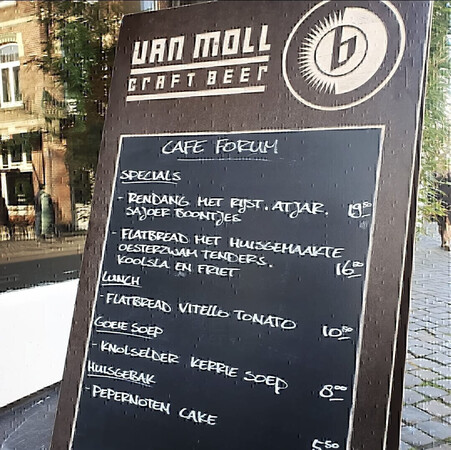 VAN MOLL
CRAFT BEER
b
CAFE FORUM
SPECIALS
- RENDANG MET RIJST. ATJAR. 19,50
SAJOER BOONTJES
- FLATBREAD MET HUISGEMAAKTE
OESTERZWAM TENDERS.
KOOLSLA EN FRIET 16,00
LUNCH
- FLATBREAD VITELLO TOMATO 10,50
GOEIE SOEP
- KNOLSELDER KERRIE SOEP 8,00
HUISGEBAK
- PEPERNOTEN CAKE
5,50